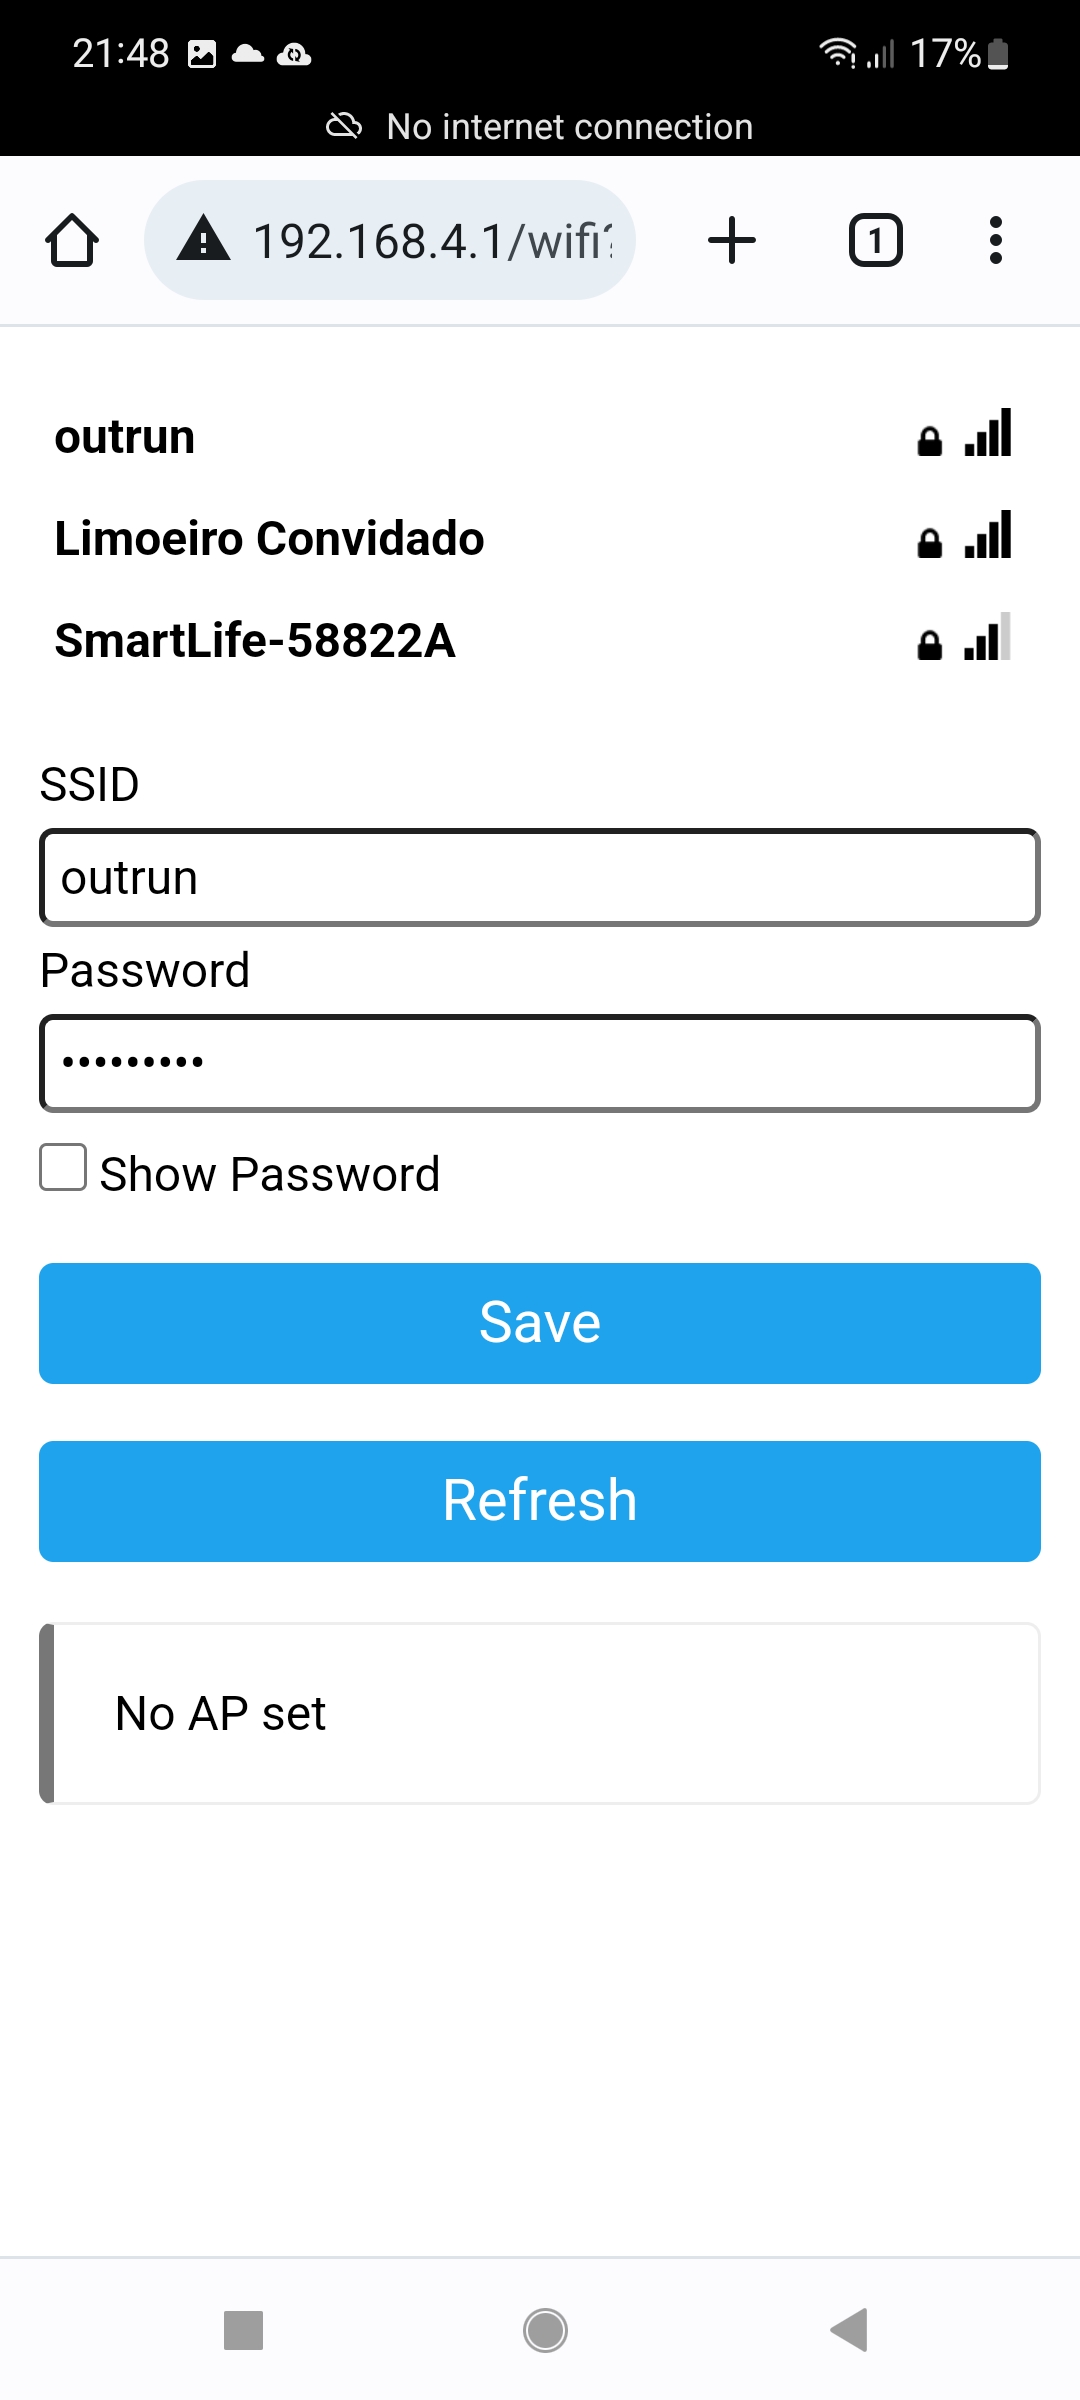 21:48
17%
No internet connection
192.168.4.1/wifi?
1
outrun
Limoeiro Convidado
SmartLife-58822A
SSID
outrun
Password
•••••••••
Show Password
Save
Refresh
No AP set